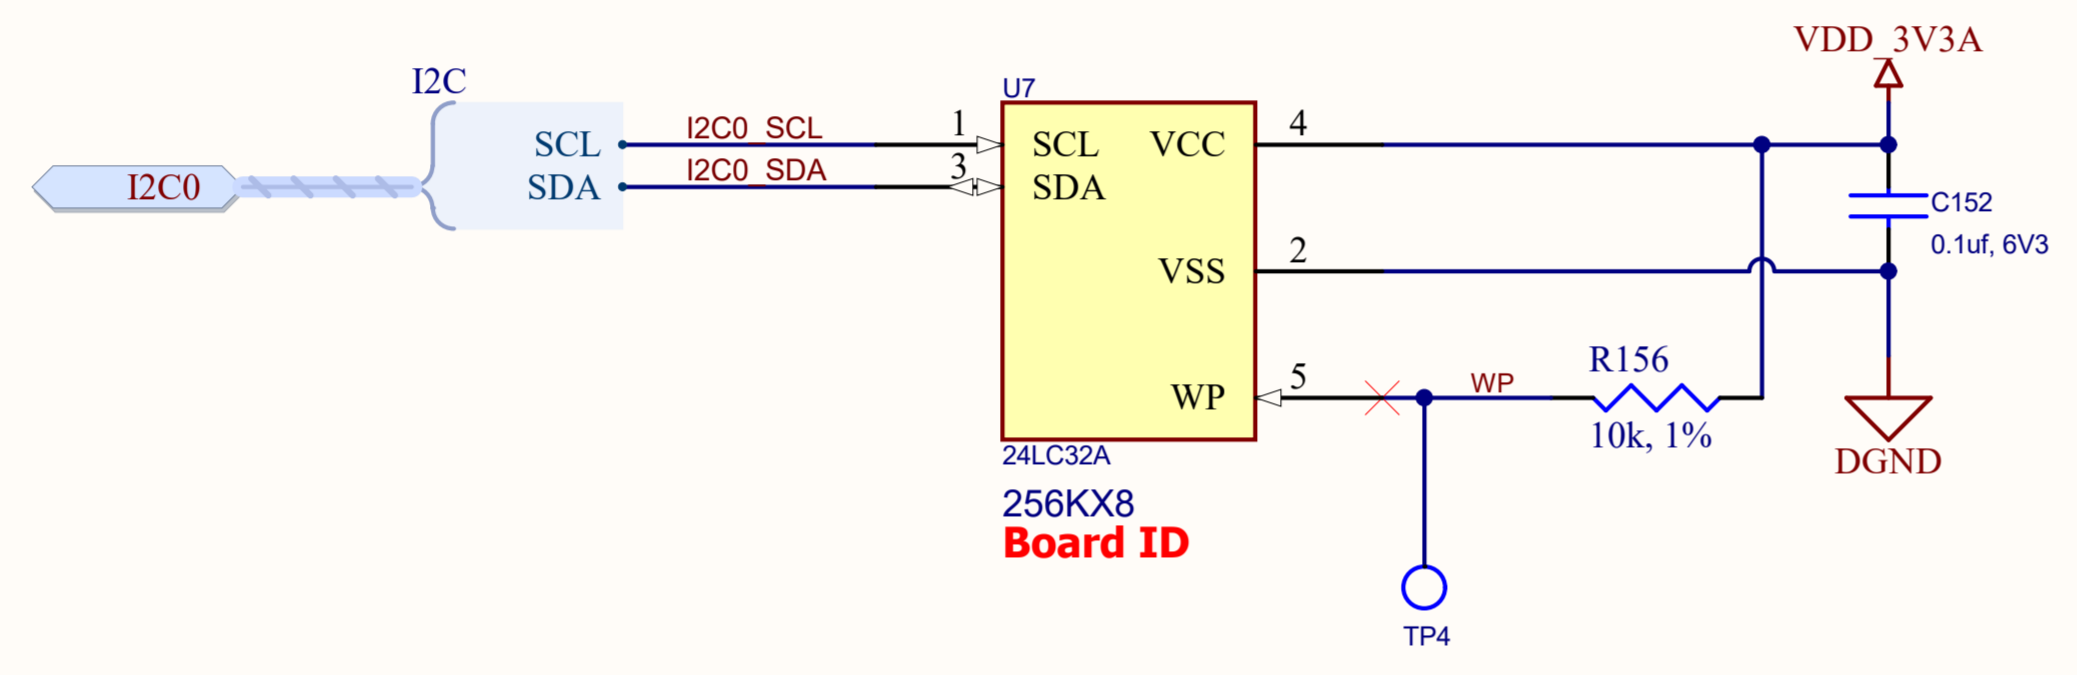 VDD_3V3A
I2C
U7
I2C0_SCL
1
4
SCL
SCL
VCC
I2C0
I2C0_SDA
3
SDA
SDA
C152
0.1uf, 6V3
2
VSS
R156
5
WP
WP
10k, 1%
24LC32A
DGND
256KX8
Board ID
TP4